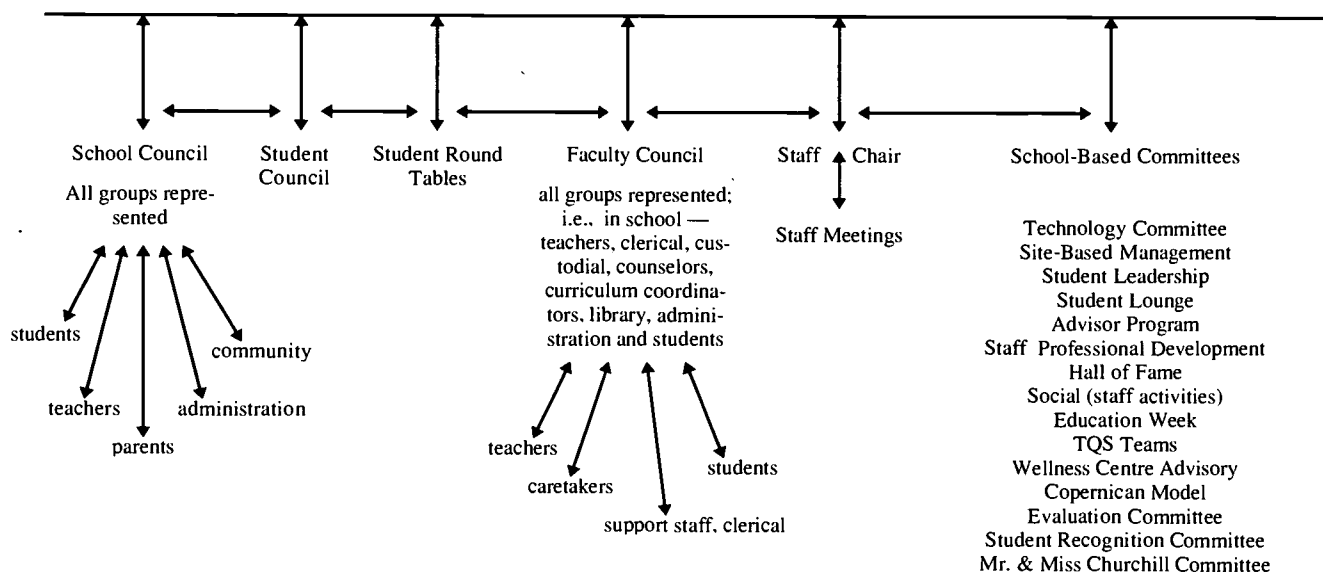 School Council
All groups repre-
sented
students
teachers
parents
administration
community
Student
Council
Student Round
Tables
Faculty Council
all groups represented;
i.e., in school —
teachers, clerical, cus-
todial, counselors,
curriculum coordina-
tors, library, admini-
stration and students
teachers
caretakers
support staff, clerical
students
Staff Chair
Staff Meetings
School-Based Committees
Technology Committee
Site-Based Management
Student Leadership
Student Lounge
Advisor Program
Staff Professional Development
Hall of Fame
Social (staff activities)
Education Week
TQS Teams
Wellness Centre Advisory
Copernican Model
Evaluation Committee
Student Recognition Committee
Mr. & Miss Churchill Committee